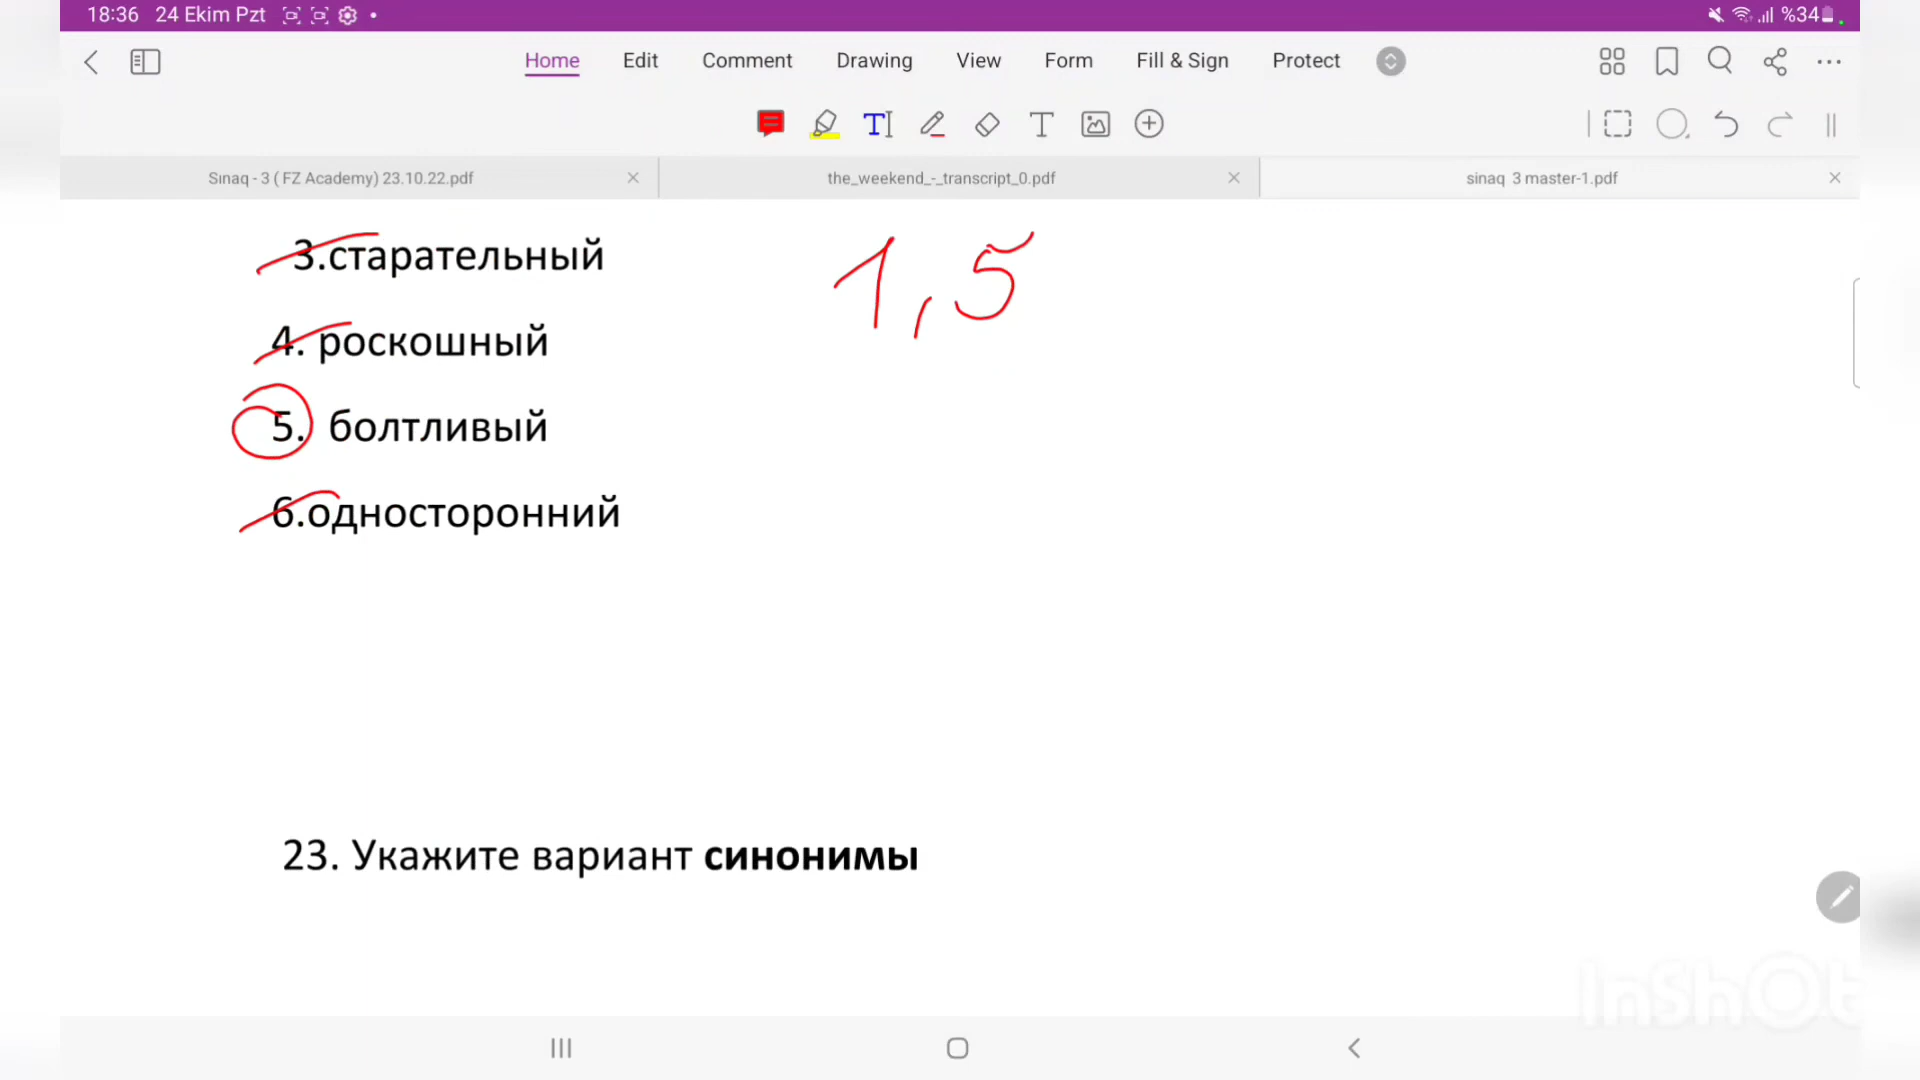 18:36 24 Ekim Pzt %34
Home Edit Comment Drawing View Form Fill & Sign Protect
Sınaq - 3 ( FZ Academy) 23.10.22.pdf the_weekend_-_transcript_0.pdf sinaq 3 master-1.pdf
3.старательный
1,5
4. роскошный
5. болтливый
6.односторонний
23. Укажите вариант синонимы
InShOt